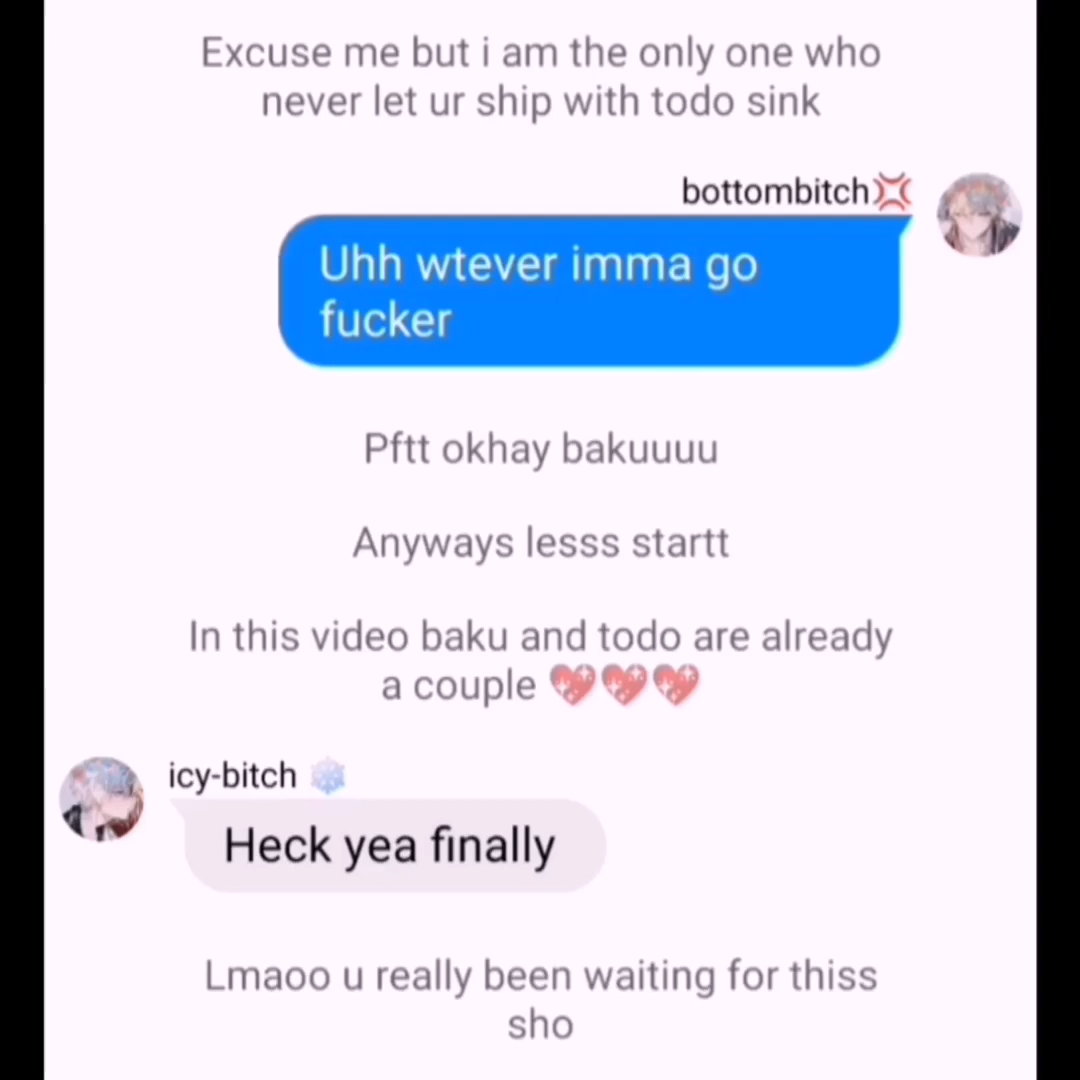 Excuse me but i am the only one who
never let ur ship with todo sink
bottombitch💢
Uhh wtever imma go
fucker
Pftt okhay bakuuuu
Anyways lesss startt
In this video baku and todo are already
a couple 💖💖💖
icy-bitch ❄️
Heck yea finally
Lmaoo u really been waiting for thiss
sho